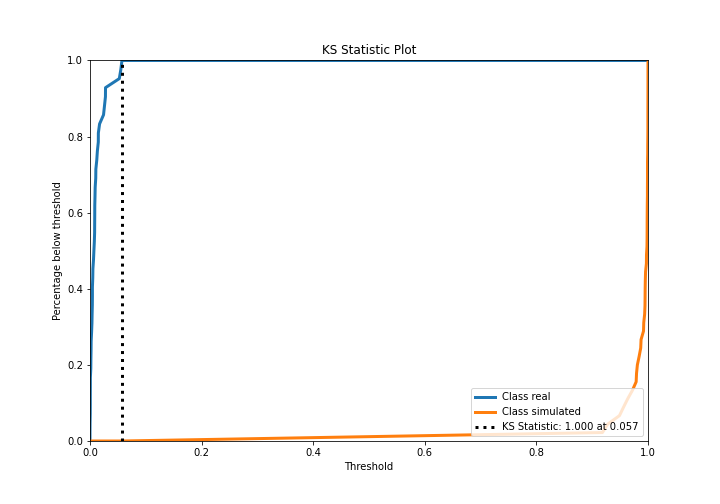 KS Statistic Plot
1.0
0.8
0.6
0.4
0.2
0.0
Percentage below threshold
0.0 0.2 0.4 0.6 0.8 1.0
Threshold
Class real
Class simulated
KS Statistic: 1.000 at 0.057